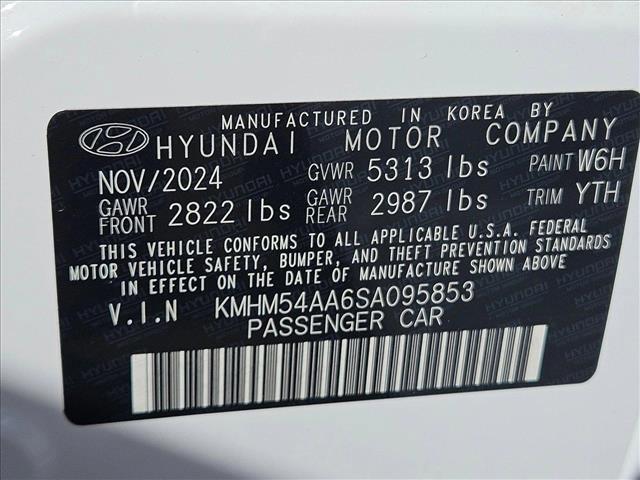 MANUFACTURED IN KOREA BY
HYUNDAI MOTOR COMPANY
NOV/2024 GVWR 5313 lbs PAINT W6H
GAWR FRONT 2822 lbs GAWR REAR 2987 lbs TRIM YTH
THIS VEHICLE CONFORMS TO ALL APPLICABLE U.S.A. FEDERAL
MOTOR VEHICLE SAFETY, BUMPER, AND THEFT PREVENTION STANDARDS
IN EFFECT ON THE DATE OF MANUFACTURE SHOWN ABOVE.
V.I.N KMHM54AA6SA095853
PASSENGER CAR